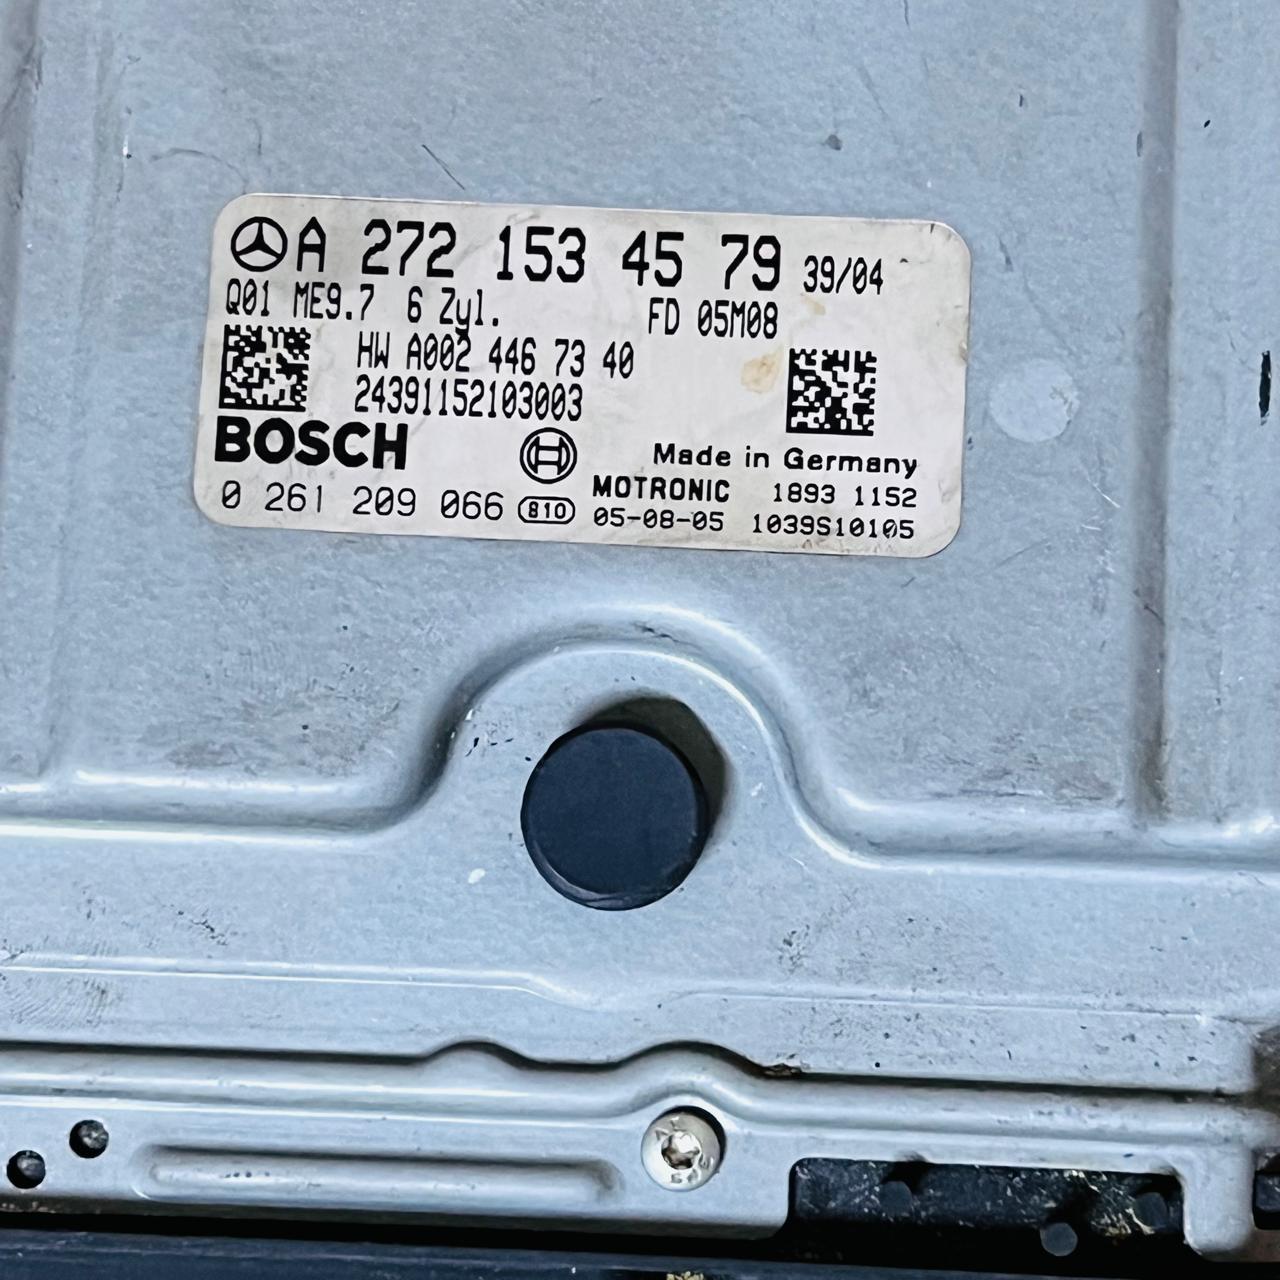 A 272 153 45 79 39/04
Q01 ME9.7 6 Zyl. FD 05M08
HW A002 446 73 40
24391152103003
BOSCH
Made in Germany
MOTRONIC 1893 1152
0 261 209 066 810 05-08-05 1039S10105